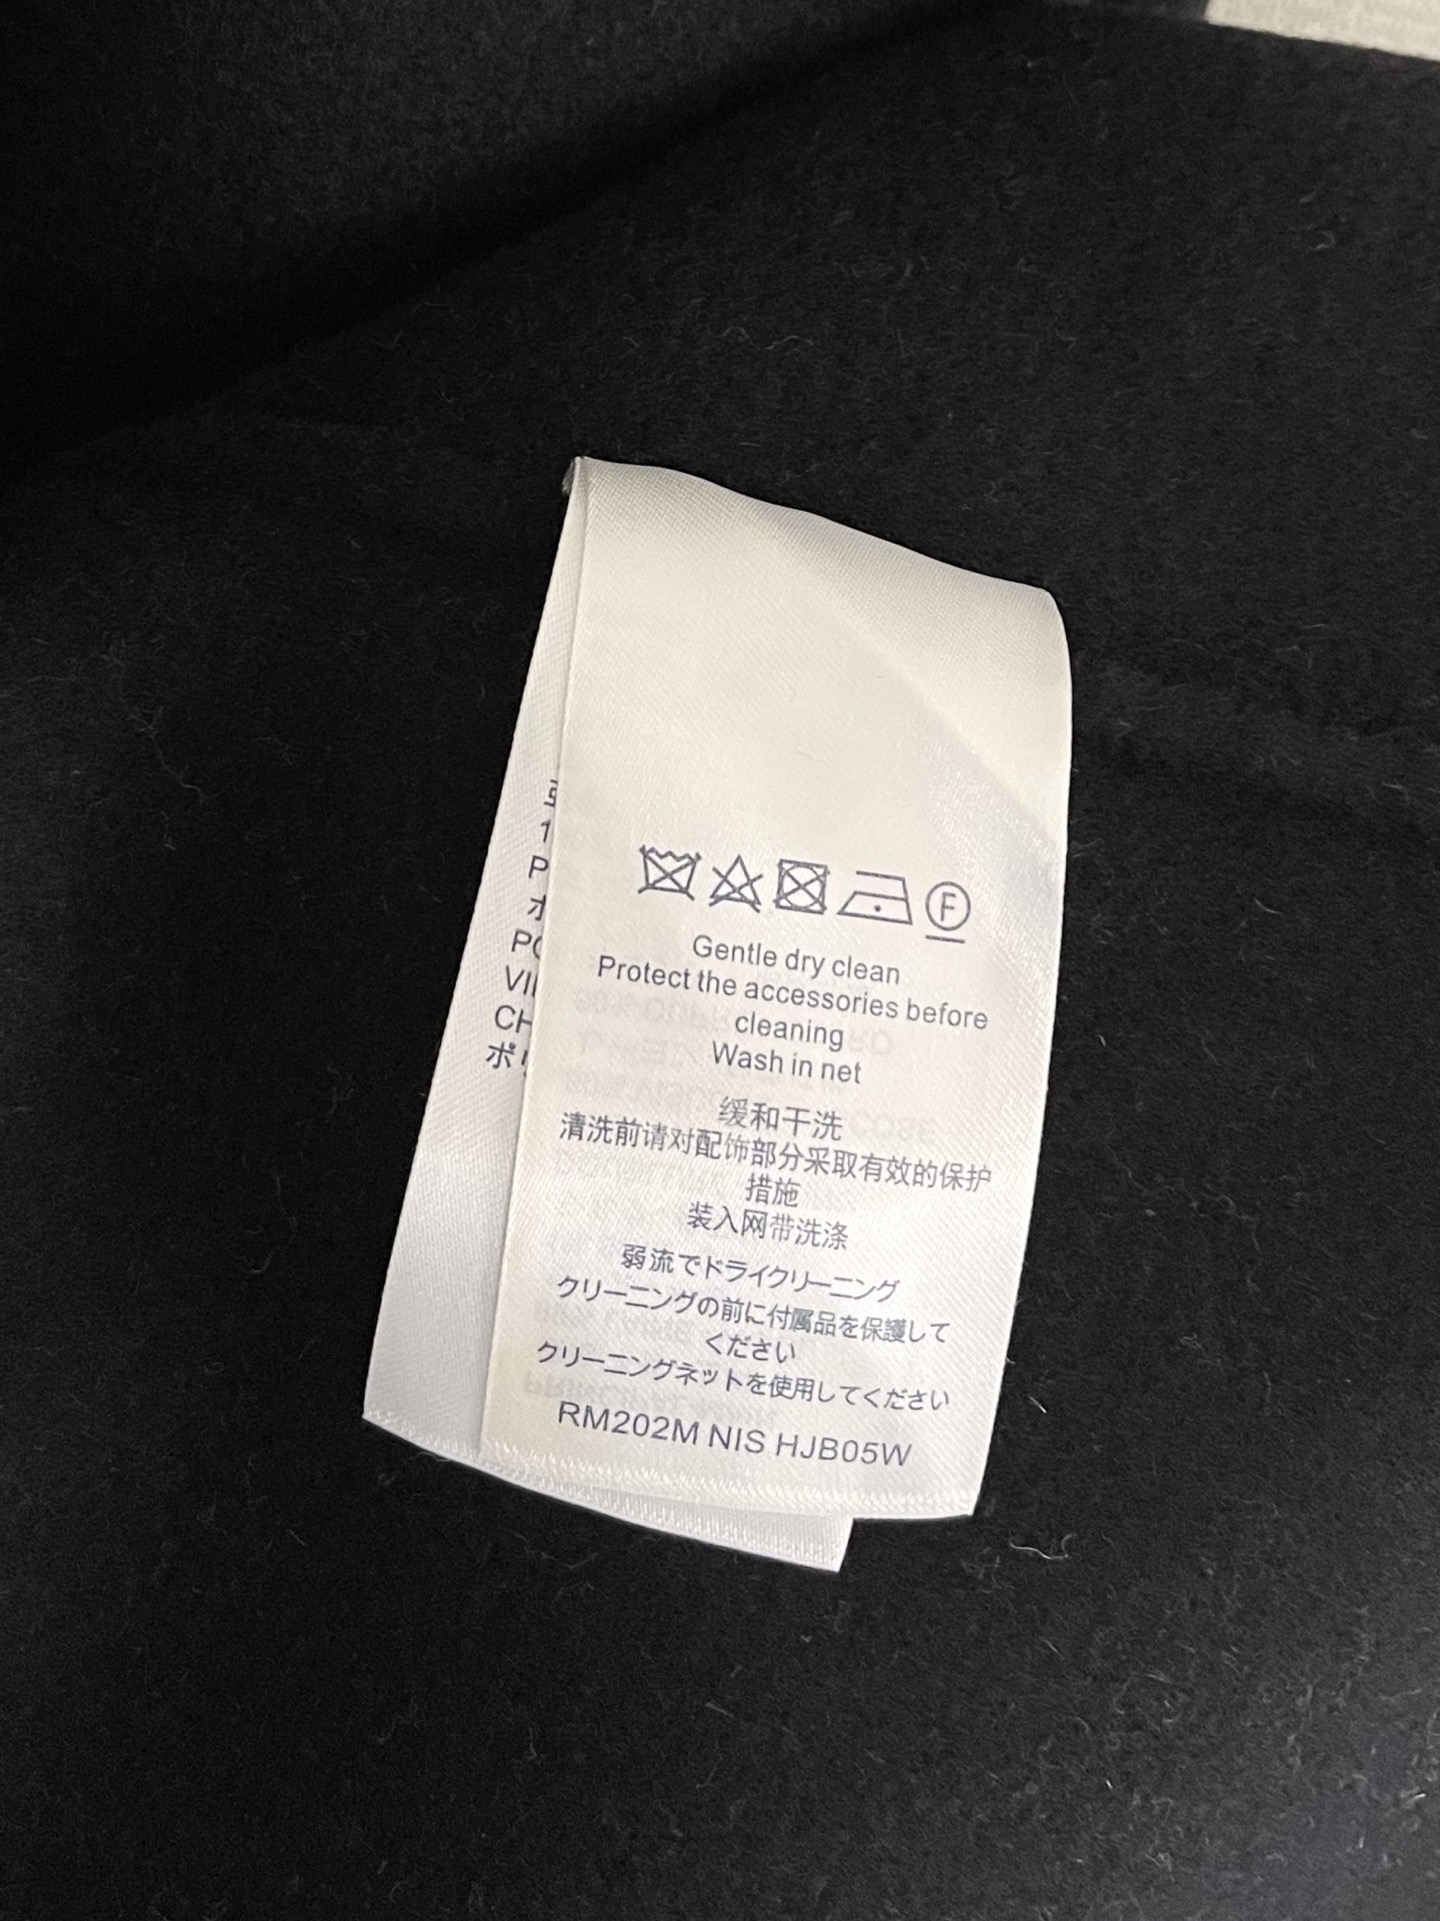 F
Gentle dry clean
Protect the accessories before
cleaning
Wash in net
缓和干洗
清洗前请对配饰部分采取有效的保护
措施
装入网带洗涤
弱流でドライクリーニング
クリーニングの前に付属品を保護して
ください
クリーニングネットを使用してください
RM202M NIS HJB05W